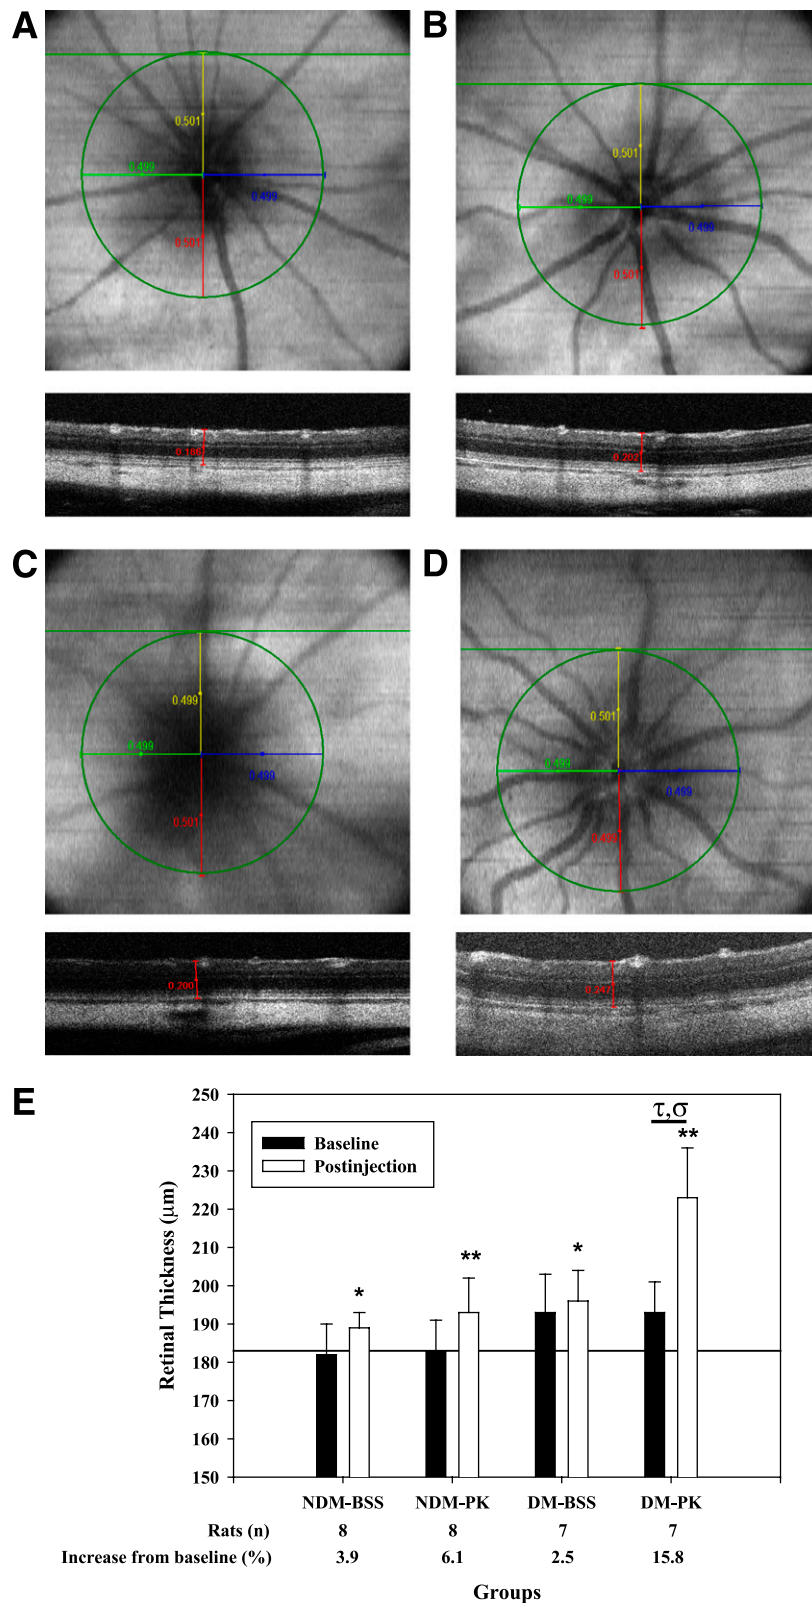 A
B
0.501
0.499
0.499
0.501
0.501
0.499
0.499
0.501
0.202
C
D
0.499
0.499
0.499
0.501
0.501
0.499
0.499
0.200
0.247
E
250
240
230
220
210
200
190
180
170
160
150
Retinal Thickness (μm)
Baseline
Postinjection
*
**
*
τ,σ
**
NDM-BSS NDM-PK DM-BSS DM-PK
Rats (n) 8 8 7 7
Increase from baseline (%) 3.9 6.1 2.5 15.8
Groups